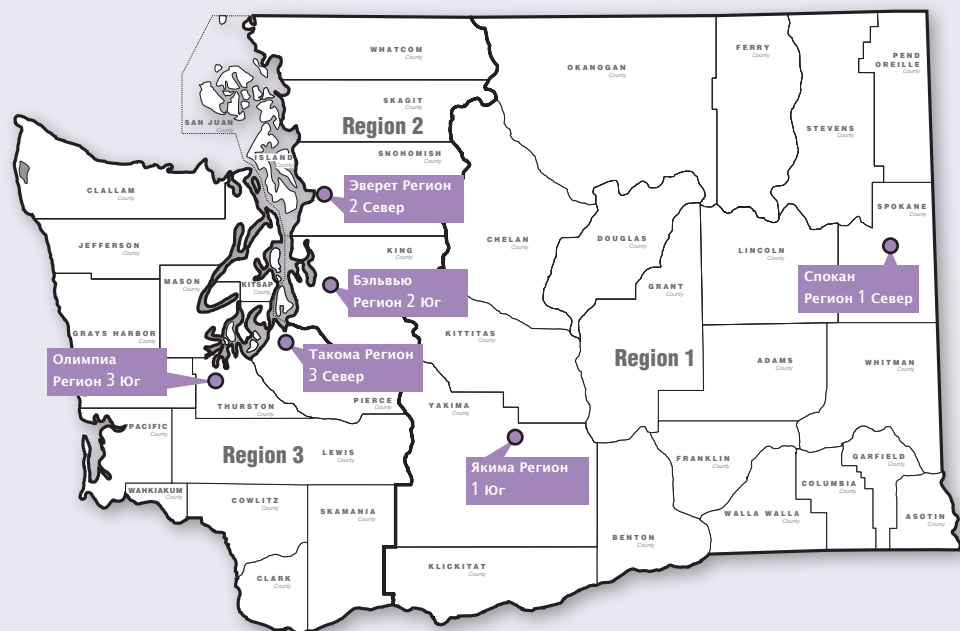 WHATCOM
County
OKANOGAN
County
FERRY
County
PEND
OREILLE
County
SKAGIT
County
Region 2
SAN JUAN
County
STEVENS
County
ISLAND
County
SNOHOMISH
County
CLALLAM
County
Эверет Регион
2 Север
SPOKANE
County
JEFFERSON
County
KING
County
CHELAN
County
DOUGLAS
County
LINCOLN
County
MASON
County
KITSAP
County
Бэльвью
Регион 2 Юг
GRANT
County
Спокан
Регион 1 Север
GRAYS HARBOR
County
KITTITAS
County
Олимпиа
Регион 3 Юг
Такома Регион
3 Север
Region 1
ADAMS
County
WHITMAN
County
THURSTON
County
PIERCE
County
YAKIMA
County
PACIFIC
County
Region 3
LEWIS
County
Якима Регион
1 Юг
FRANKLIN
County
GARFIELD
County
WAHKIAKUM
County
COWLITZ
County
SKAMANIA
County
WALLA WALLA
County
COLUMBIA
County
ASOTIN
County
BENTON
County
CLARK
County
KLICKITAT
County